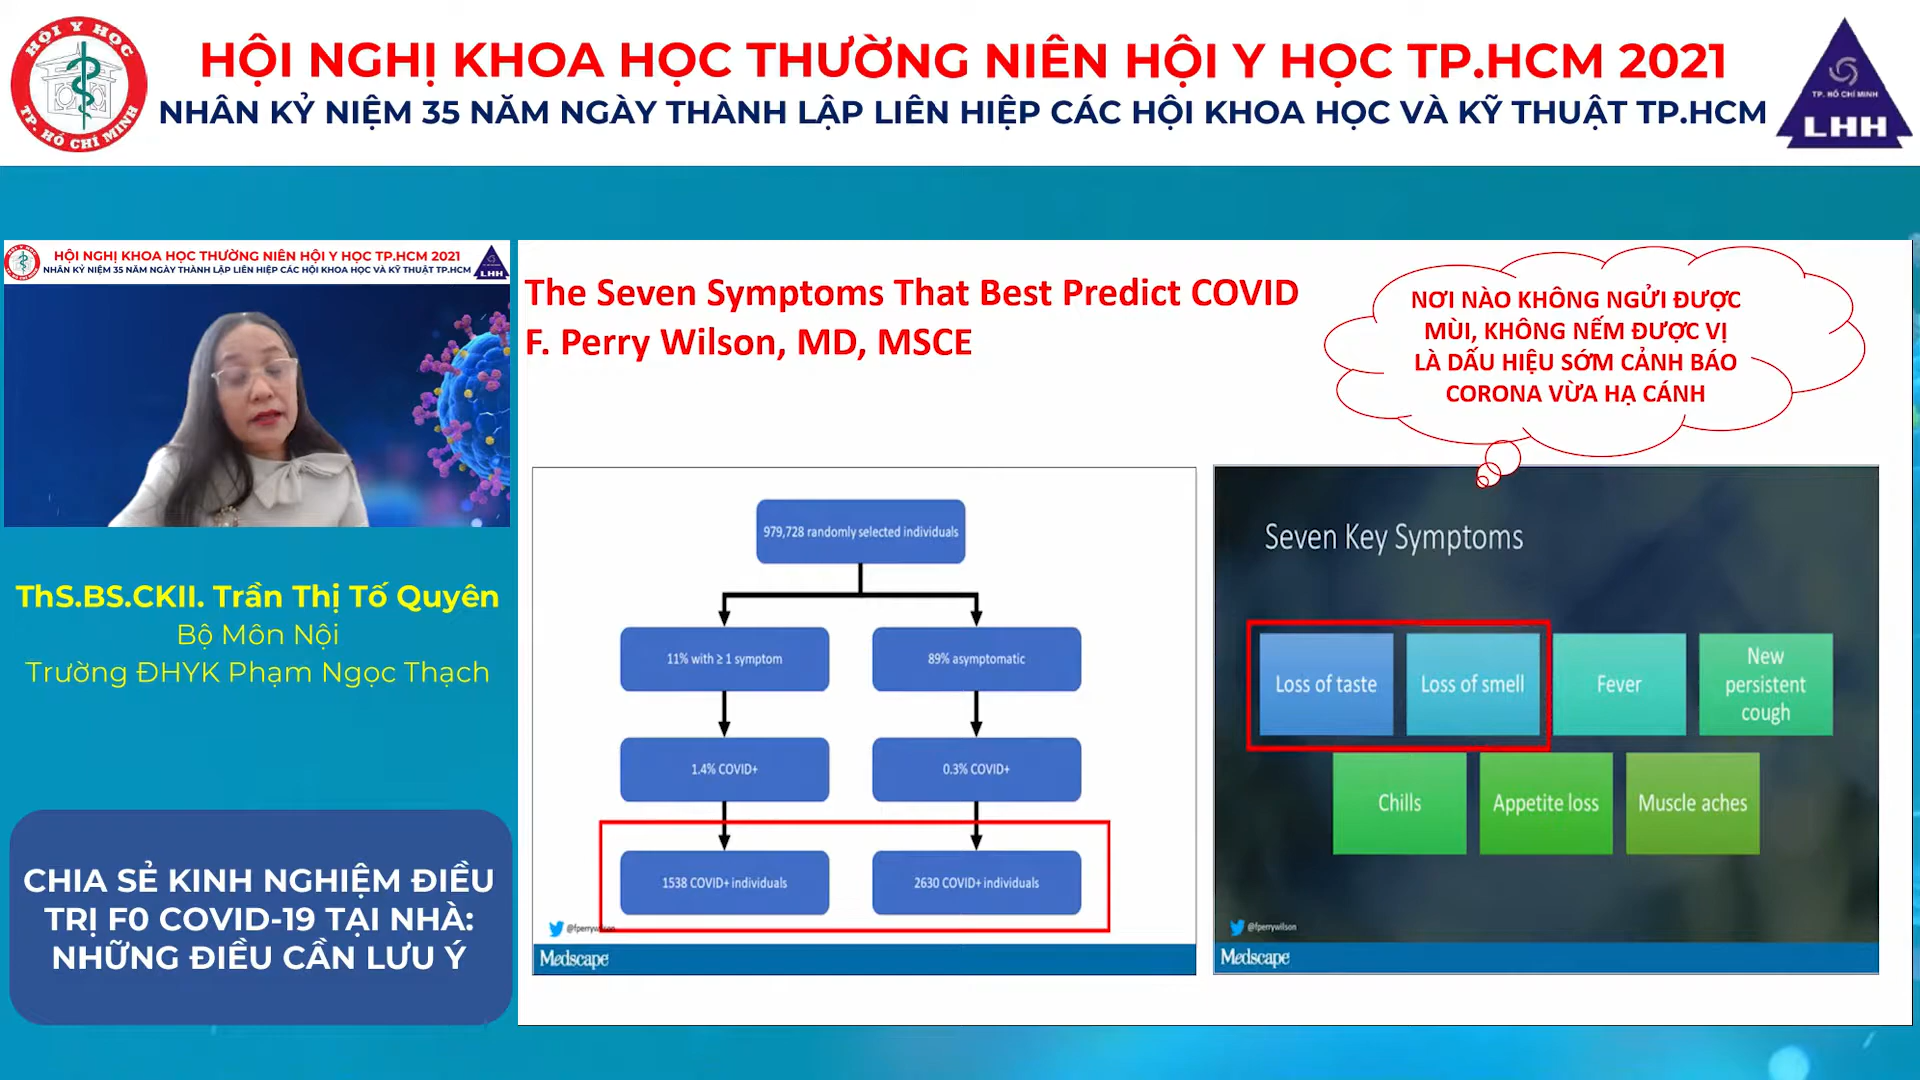 HỘI Y HỌC
TP. HỒ CHÍ MINH
HỘI NGHỊ KHOA HỌC THƯỜNG NIÊN HỘI Y HỌC TP.HCM 2021
NHÂN KỶ NIỆM 35 NĂM NGÀY THÀNH LẬP LIÊN HIỆP CÁC HỘI KHOA HỌC VÀ KỸ THUẬT TP.HCM
TP. HỒ CHÍ MINH
LHH
HỘI NGHỊ KHOA HỌC THƯỜNG NIÊN HỘI Y HỌC TP.HCM 2021
NHÂN KỶ NIỆM 35 NĂM NGÀY THÀNH LẬP LIÊN HIỆP CÁC HỘI KHOA HỌC VÀ KỸ THUẬT TP.HCM
LHH
ThS.BS.CKII. Trần Thị Tố Quyên
Bộ Môn Nội
Trường ĐHYK Phạm Ngọc Thạch
CHIA SẺ KINH NGHIỆM ĐIỀU
TRỊ F0 COVID-19 TẠI NHÀ:
NHỮNG ĐIỀU CẦN LƯU Ý
The Seven Symptoms That Best Predict COVID
F. Perry Wilson, MD, MSCE
NƠI NÀO KHÔNG NGỬI ĐƯỢC
MÙI, KHÔNG NẾM ĐƯỢC VỊ
LÀ DẤU HIỆU SỚM CẢNH BÁO
CORONA VỪA HẠ CÁNH
979,728 randomly selected individuals
11% with ≥ 1 symptom
89% asymptomatic
1.4% COVID+
0.3% COVID+
1538 COVID+ individuals
2630 COVID+ individuals
@fperrywilson
Medscape
Seven Key Symptoms
Loss of taste
Loss of smell
Fever
New
persistent
cough
Chills
Appetite loss
Muscle aches
@fperrywilson
Medscape